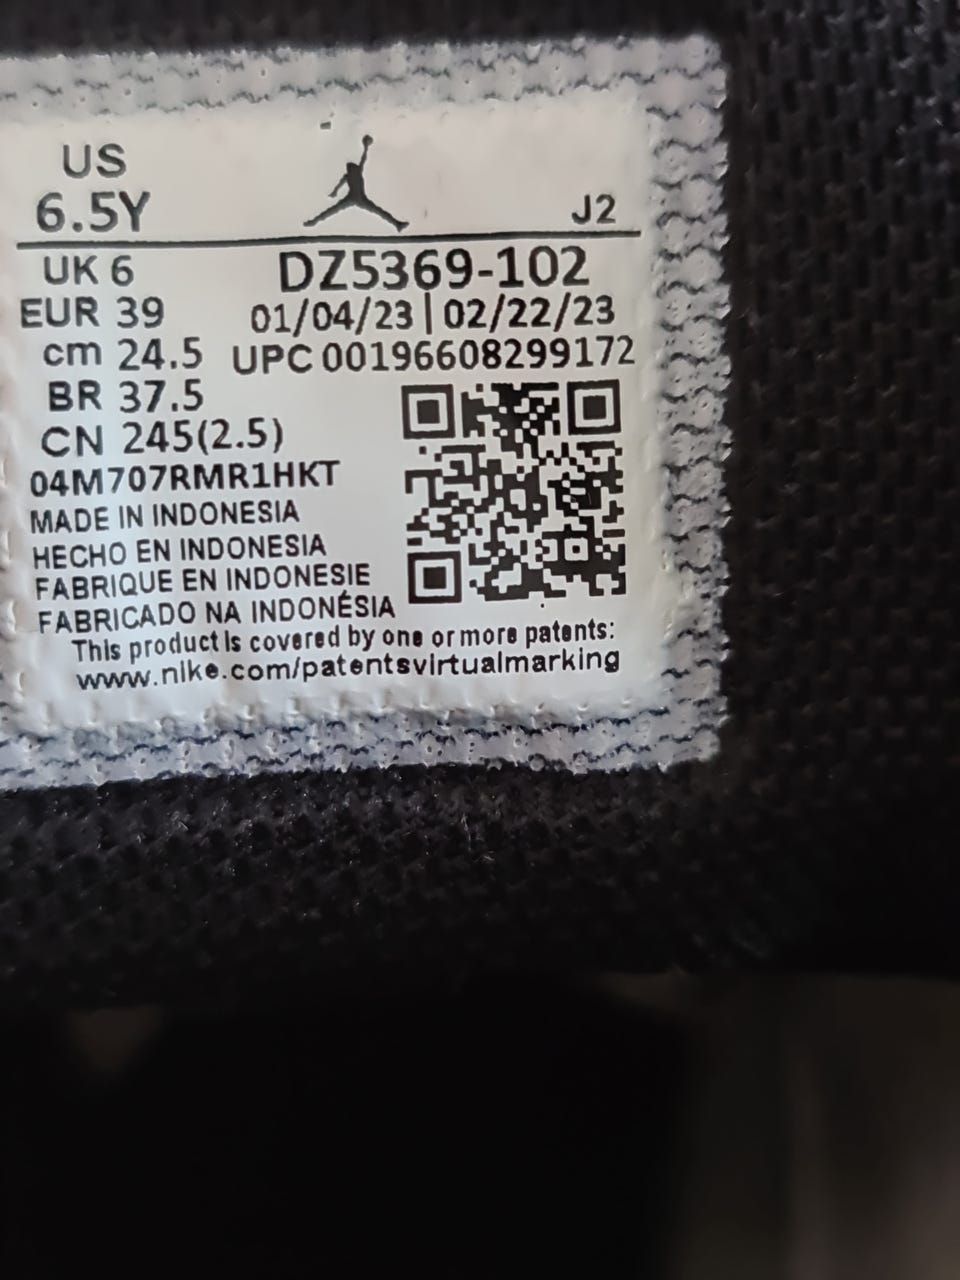 US
6.5Y
J2
UK 6
DZ5369-102
EUR 39
01/04/23 | 02/22/23
cm 24.5
UPC 00196608299172
BR 37.5
CN 245(2.5)
04M707RMR1HKT
MADE IN INDONESIA
HECHO EN INDONESIA
FABRIQUE EN INDONESIE
FABRICADO NA INDONÉSIA
This product is covered by one or more patents:
www.nike.com/patentsvirtualmarking